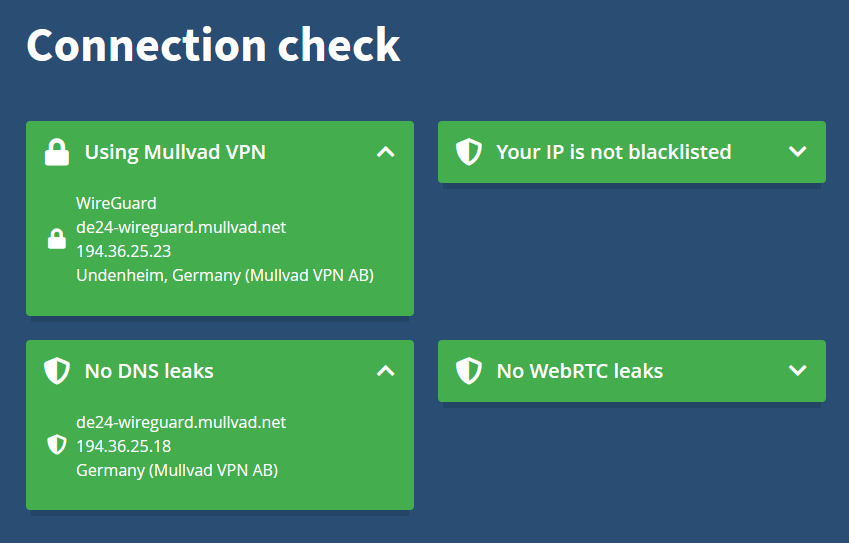 Connection check
Using Mullvad VPN
WireGuard
de24-wireguard.mullvad.net
194.36.25.23
Undenheim, Germany (Mullvad VPN AB)
Your IP is not blacklisted
No DNS leaks
de24-wireguard.mullvad.net
194.36.25.18
Germany (Mullvad VPN AB)
No WebRTC leaks